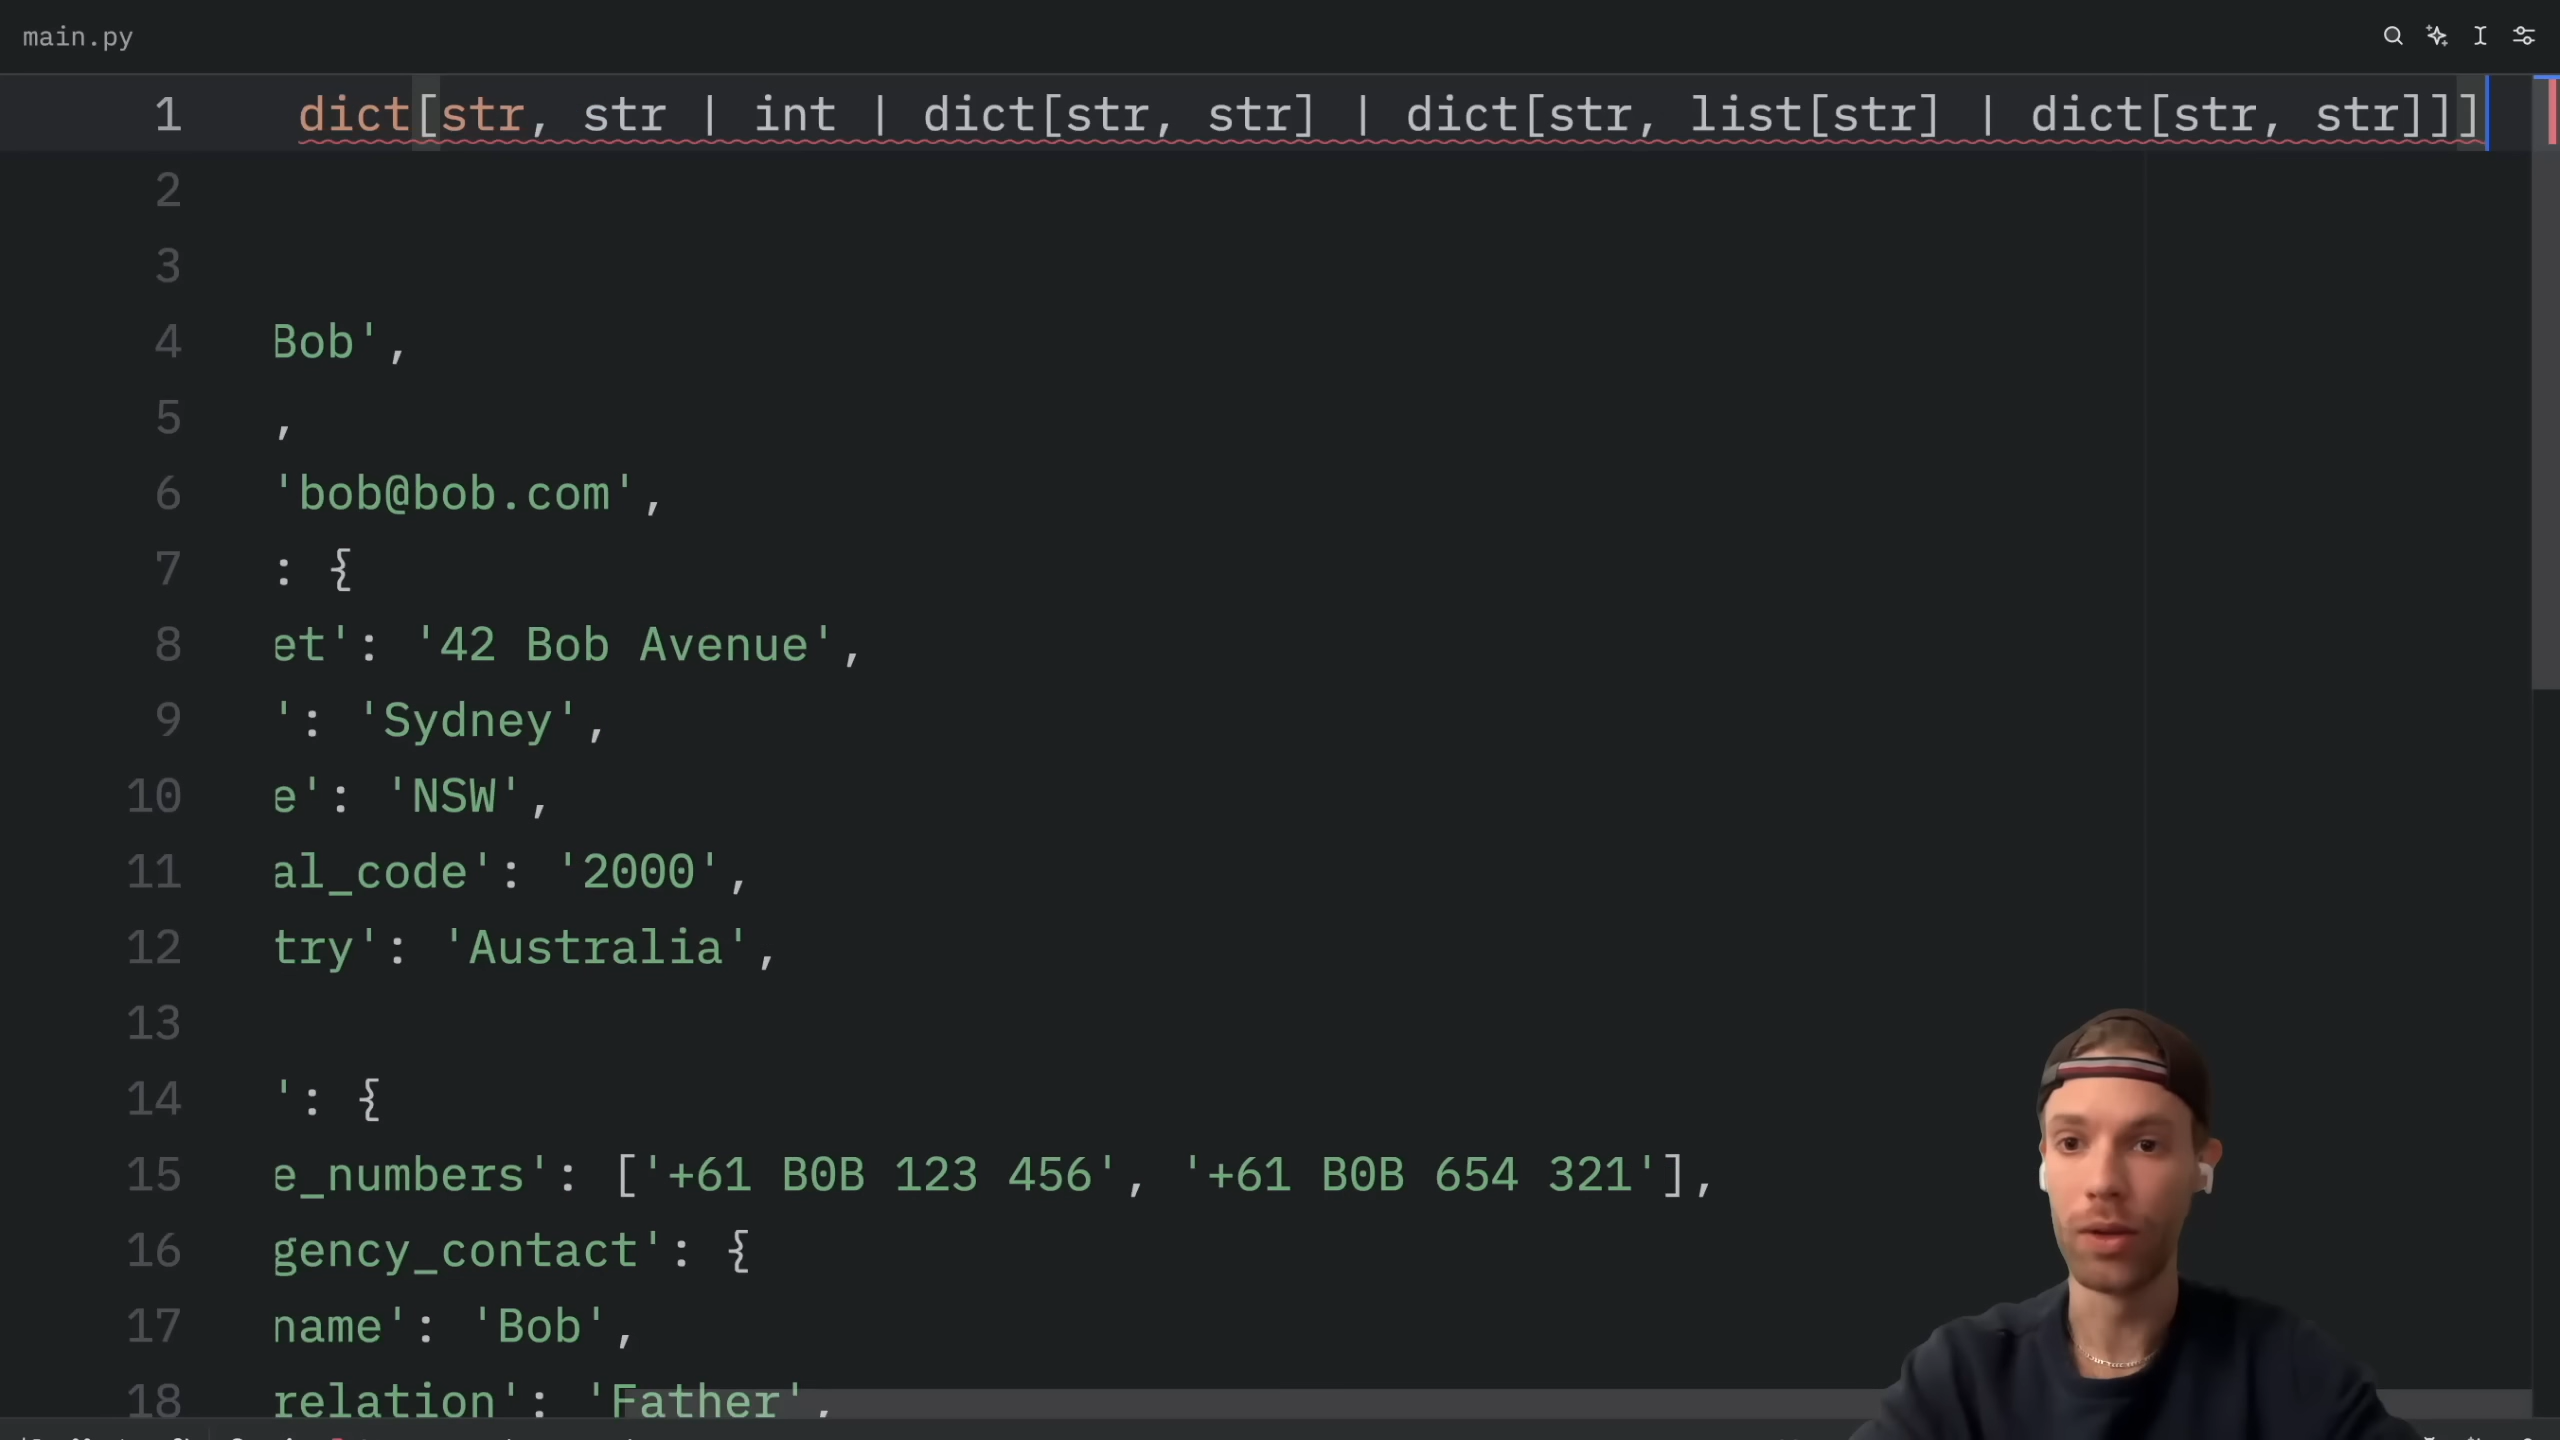 main.py
1 dict[str, str | int | dict[str, str] | dict[str, list[str] | dict[str, str]]]
2
3
4 Bob',
5 ,
6 'bob@bob.com',
7 : {
8 et': '42 Bob Avenue',
9 ': 'Sydney',
10 e': 'NSW',
11 al_code': '2000',
12 try': 'Australia',
13
14 ': {
15 e_numbers': ['+61 B0B 123 456', '+61 B0B 654 321'],
16 gency_contact': {
17 name': 'Bob',
18 relation': 'Father',